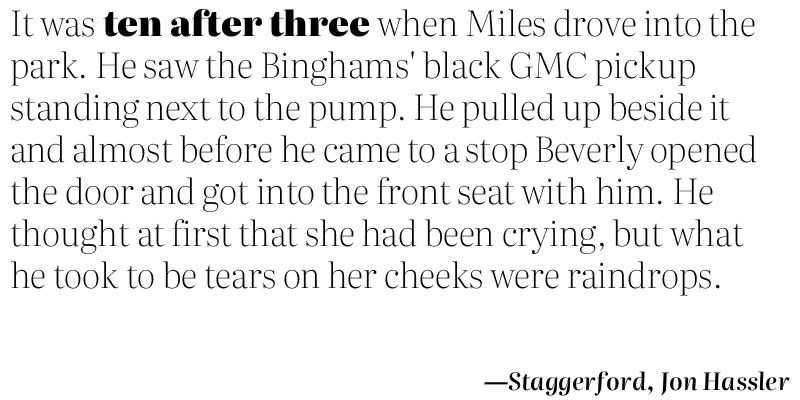 It was ten after three when Miles drove into the
park. He saw the Binghams' black GMC pickup
standing next to the pump. He pulled up beside it
and almost before he came to a stop Beverly opened
the door and got into the front seat with him. He
thought at first that she had been crying, but what
he took to be tears on her cheeks were raindrops.
—Staggerford, Jon Hassler